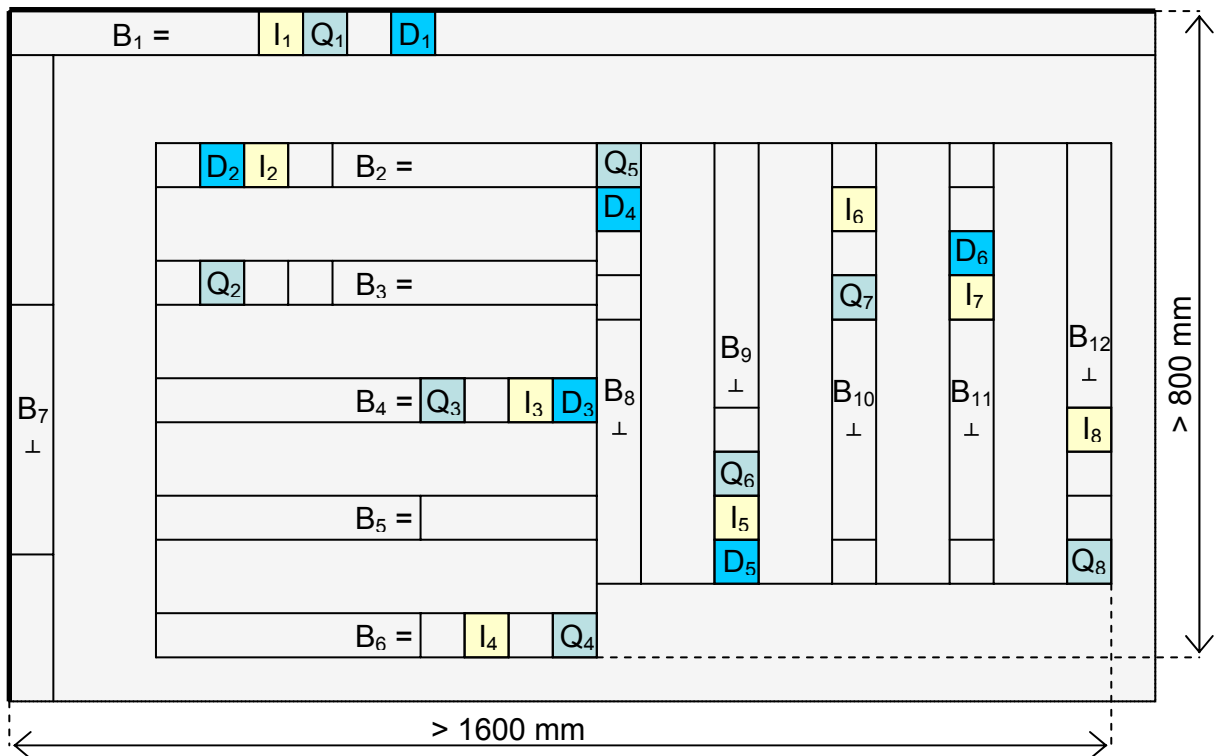 B₁ = I₁ Q₁ D₁
D₂ I₂ B₂ = Q₅
D₄ I₆
D₆
Q₂ B₃ = Q₇ I₇
B₉ ⊥
B₁₂ ⊥
B₇ ⊥
B₄ = Q₃ I₃ D₃
B₈ ⊥
B₁₀ ⊥
B₁₁ ⊥
I₈
Q₆
B₅ = I₅
D₅ Q₈
B₆ = I₄ Q₄
> 800 mm
> 1600 mm